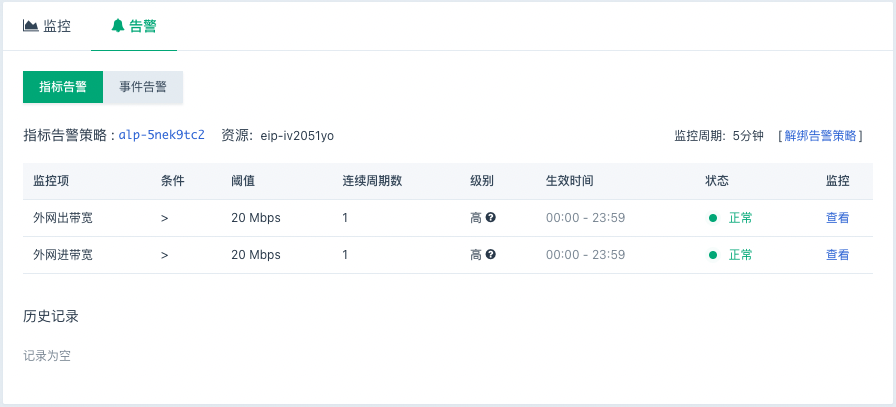 监控 告警
指标告警 事件告警
指标告警策略 : alp-5nek9tc2 资源: eip-iv2051yo 监控周期: 5分钟 [ 解绑告警策略 ]
监控项 条件 阈值 连续周期数 级别 生效时间 状态 监控
外网出带宽 > 20 Mbps 1 高 ? 00:00 - 23:59 正常 查看
外网进带宽 > 20 Mbps 1 高 ? 00:00 - 23:59 正常 查看
历史记录
记录为空